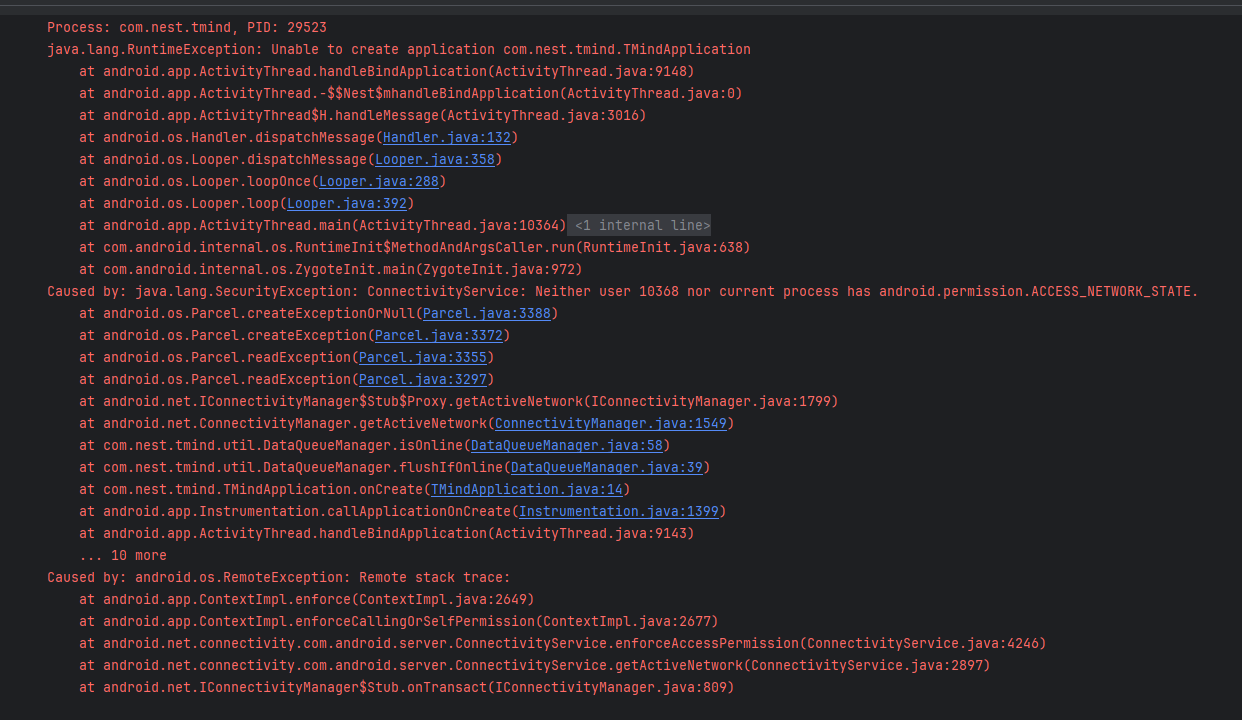 Process: com.nest.tmind, PID: 29523
java.lang.RuntimeException: Unable to create application com.nest.tmind.TMindApplication
at android.app.ActivityThread.handleBindApplication(ActivityThread.java:9148)
at android.app.ActivityThread.-$$Nest$mhandleBindApplication(ActivityThread.java:0)
at android.app.ActivityThread$H.handleMessage(ActivityThread.java:3016)
at android.os.Handler.dispatchMessage(Handler.java:132)
at android.os.Looper.dispatchMessage(Looper.java:358)
at android.os.Looper.loopOnce(Looper.java:288)
at android.os.Looper.loop(Looper.java:392)
at android.app.ActivityThread.main(ActivityThread.java:10364) <1 internal line>
at com.android.internal.os.RuntimeInit$MethodAndArgsCaller.run(RuntimeInit.java:638)
at com.android.internal.os.ZygoteInit.main(ZygoteInit.java:972)
Caused by: java.lang.SecurityException: ConnectivityService: Neither user 10368 nor current process has android.permission.ACCESS_NETWORK_STATE.
at android.os.Parcel.createExceptionOrNull(Parcel.java:3388)
at android.os.Parcel.createException(Parcel.java:3372)
at android.os.Parcel.readException(Parcel.java:3355)
at android.os.Parcel.readException(Parcel.java:3297)
at android.net.IConnectivityManager$Stub$Proxy.getActiveNetwork(IConnectivityManager.java:1799)
at android.net.ConnectivityManager.getActiveNetwork(ConnectivityManager.java:1549)
at com.nest.tmind.util.DataQueueManager.isOnline(DataQueueManager.java:58)
at com.nest.tmind.util.DataQueueManager.flushIfOnline(DataQueueManager.java:39)
at com.nest.tmind.TMindApplication.onCreate(TMindApplication.java:14)
at android.app.Instrumentation.callApplicationOnCreate(Instrumentation.java:1399)
at android.app.ActivityThread.handleBindApplication(ActivityThread.java:9143)
... 10 more
Caused by: android.os.RemoteException: Remote stack trace:
at android.app.ContextImpl.enforce(ContextImpl.java:2649)
at android.app.ContextImpl.enforceCallingOrSelfPermission(ContextImpl.java:2677)
at android.net.connectivity.com.android.server.ConnectivityService.enforceAccessPermission(ConnectivityService.java:4246)
at android.net.connectivity.com.android.server.ConnectivityService.getActiveNetwork(ConnectivityService.java:2897)
at android.net.IConnectivityManager$Stub.onTransact(IConnectivityManager.java:809)